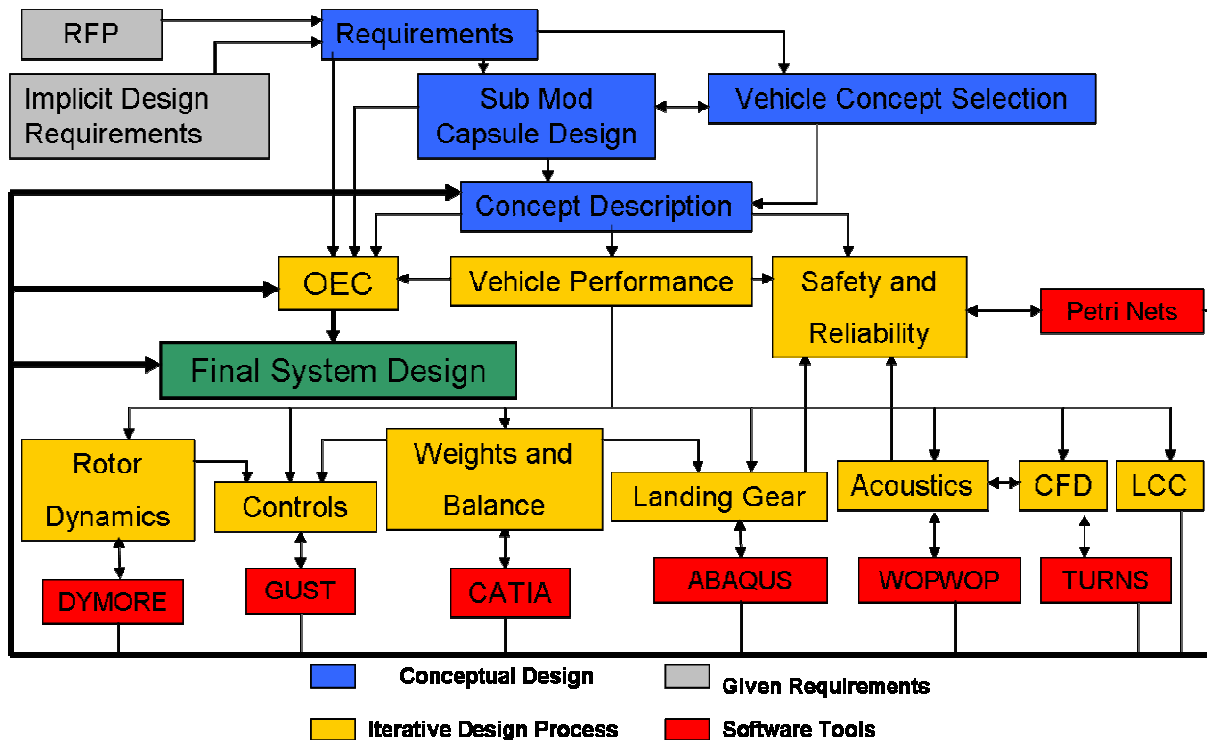 RFP
Requirements
Implicit Design
Requirements
Sub Mod
Capsule Design
Vehicle Concept Selection
Concept Description
OEC
Vehicle Performance
Safety and
Reliability
Petri Nets
Final System Design
Rotor
Dynamics
Controls
Weights and
Balance
Landing Gear
Acoustics
CFD
LCC
DYMORE
GUST
CATIA
ABAQUS
WOPWOP
TURNS
Conceptual Design
Given Requirements
Iterative Design Process
Software Tools